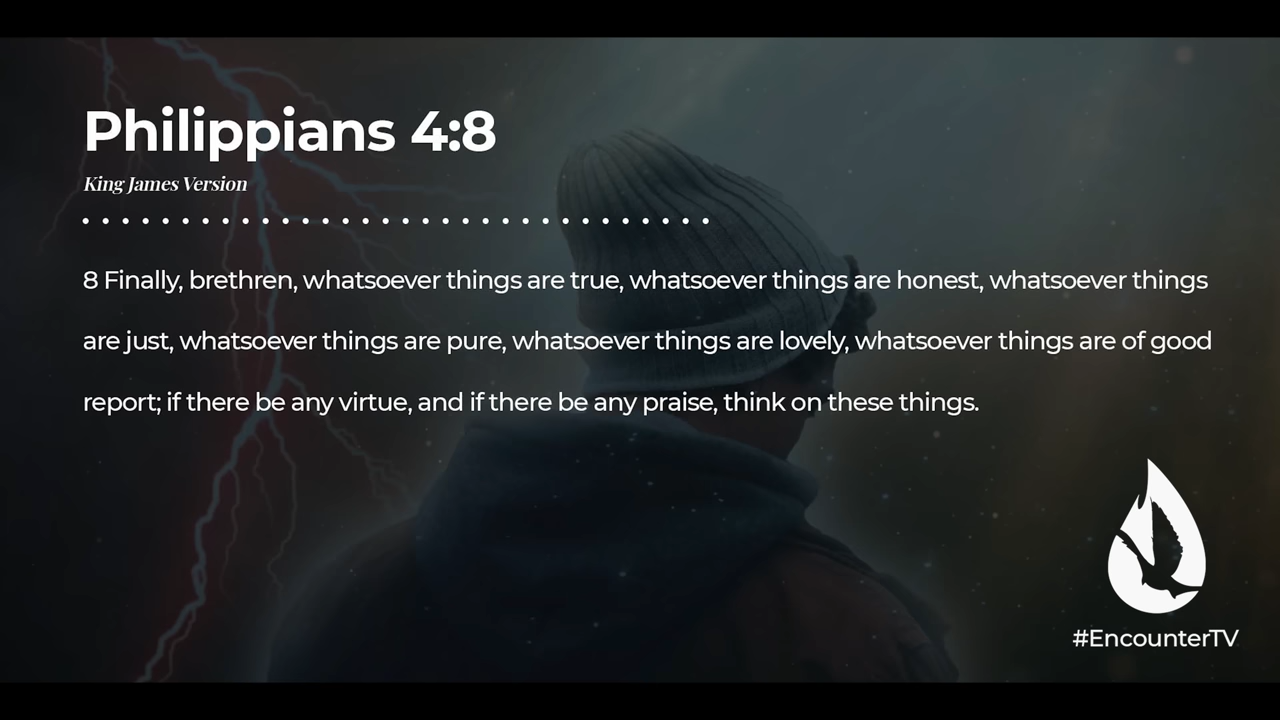 Philippians 4:8
King James Version
8 Finally, brethren, whatsoever things are true, whatsoever things are honest, whatsoever things
are just, whatsoever things are pure, whatsoever things are lovely, whatsoever things are of good
report; if there be any virtue, and if there be any praise, think on these things.
#EncounterTV